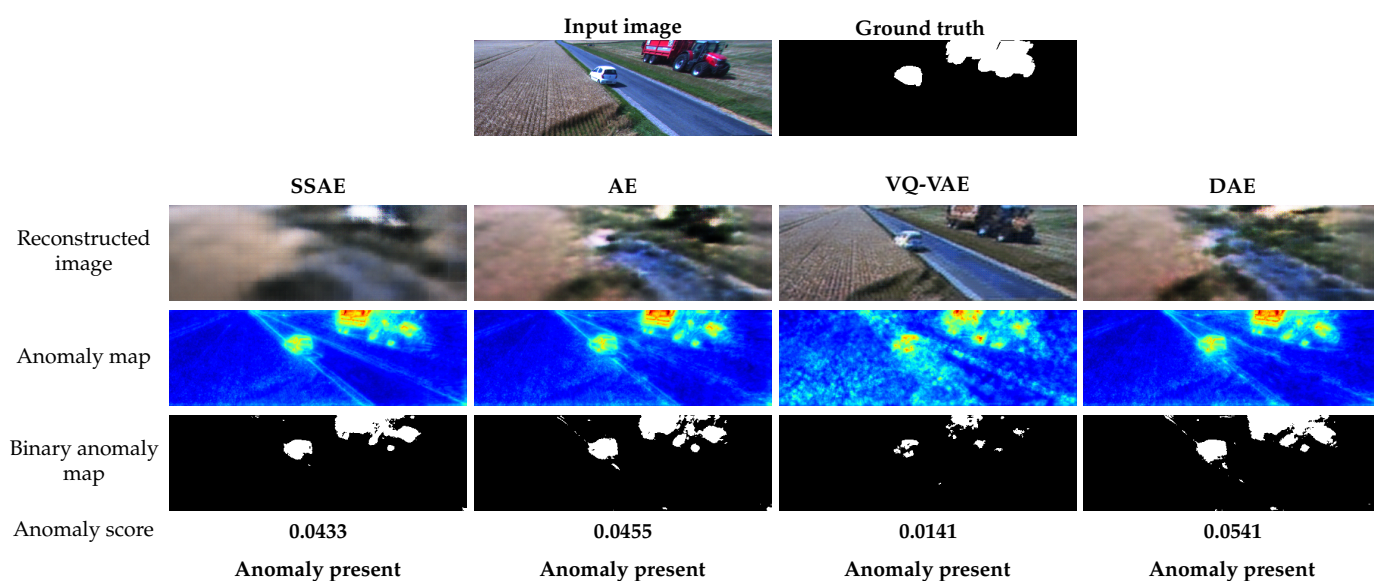 Input image Ground truth
SSAE AE VQ-VAE DAE
Reconstructed
image
Anomaly map
Binary anomaly
map
Anomaly score 0.0433 0.0455 0.0141 0.0541
Anomaly present Anomaly present Anomaly present Anomaly present